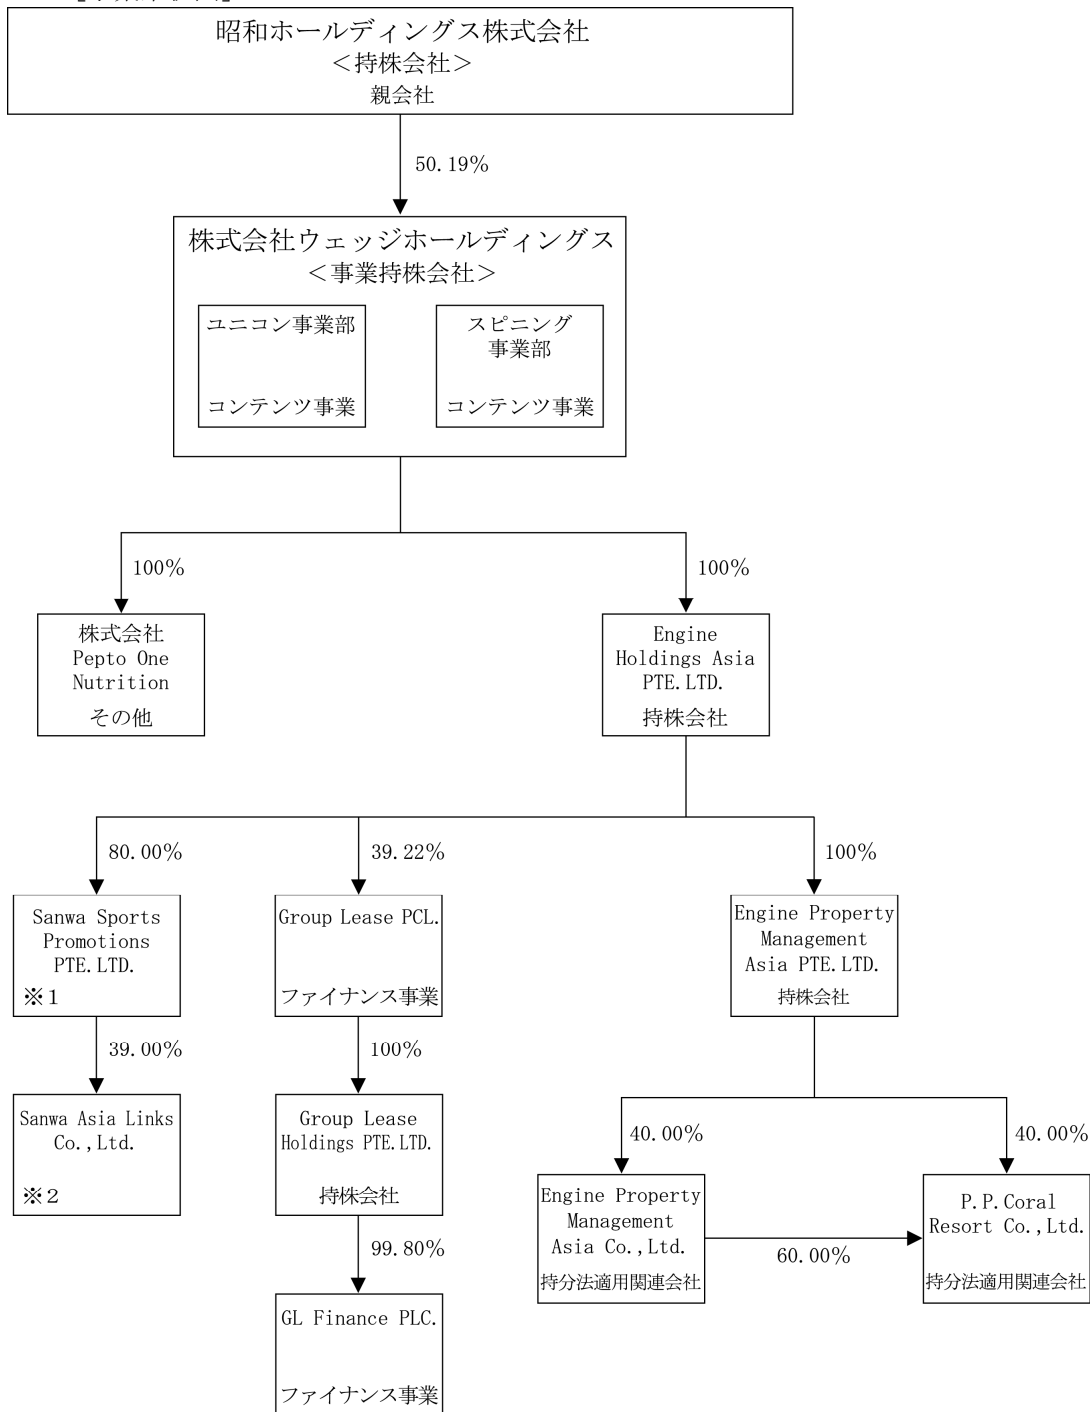 昭和ホールディングス株式会社
＜持株会社＞
親会社
50.19%
株式会社ウェッジホールディングス
＜事業持株会社＞
ユニコン事業部
コンテンツ事業
スピニング
事業部
コンテンツ事業
100%
100%
株式会社
Pepto One
Nutrition
その他
Engine
Holdings Asia
PTE.LTD.
持株会社
80.00%
39.22%
100%
Sanwa Sports
Promotions
PTE.LTD.
※1
Group Lease PCL.
ファイナンス事業
Engine Property
Management
Asia PTE.LTD.
持株会社
39.00%
100%
Sanwa Asia Links
Co.,Ltd.
※2
Group Lease
Holdings PTE.LTD.
持株会社
40.00%
40.00%
Engine Property
Management
Asia Co.,Ltd.
持分法適用関連会社
60.00%
P.P.Coral
Resort Co.,Ltd.
持分法適用関連会社
99.80%
GL Finance PLC.
ファイナンス事業